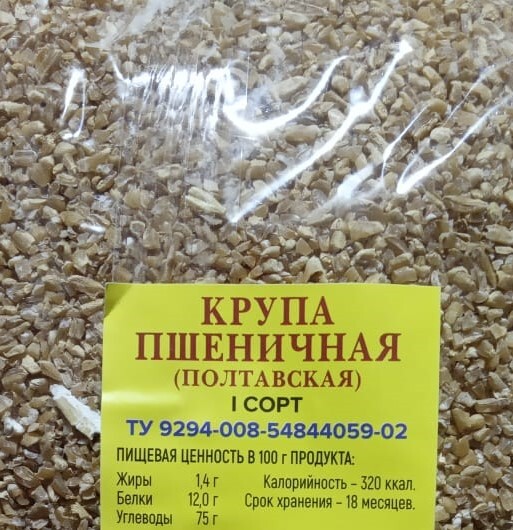 КРУПА
ПШЕНИЧНАЯ
(ПОЛТАВСКАЯ)
I СОРТ
ТУ 9294-008-54844059-02
ПИЩЕВАЯ ЦЕННОСТЬ В 100 г ПРОДУКТА:
Жиры 1,4 г Калорийность – 320 ккал.
Белки 12,0 г Срок хранения – 18 месяцев.
Углеводы 75 г